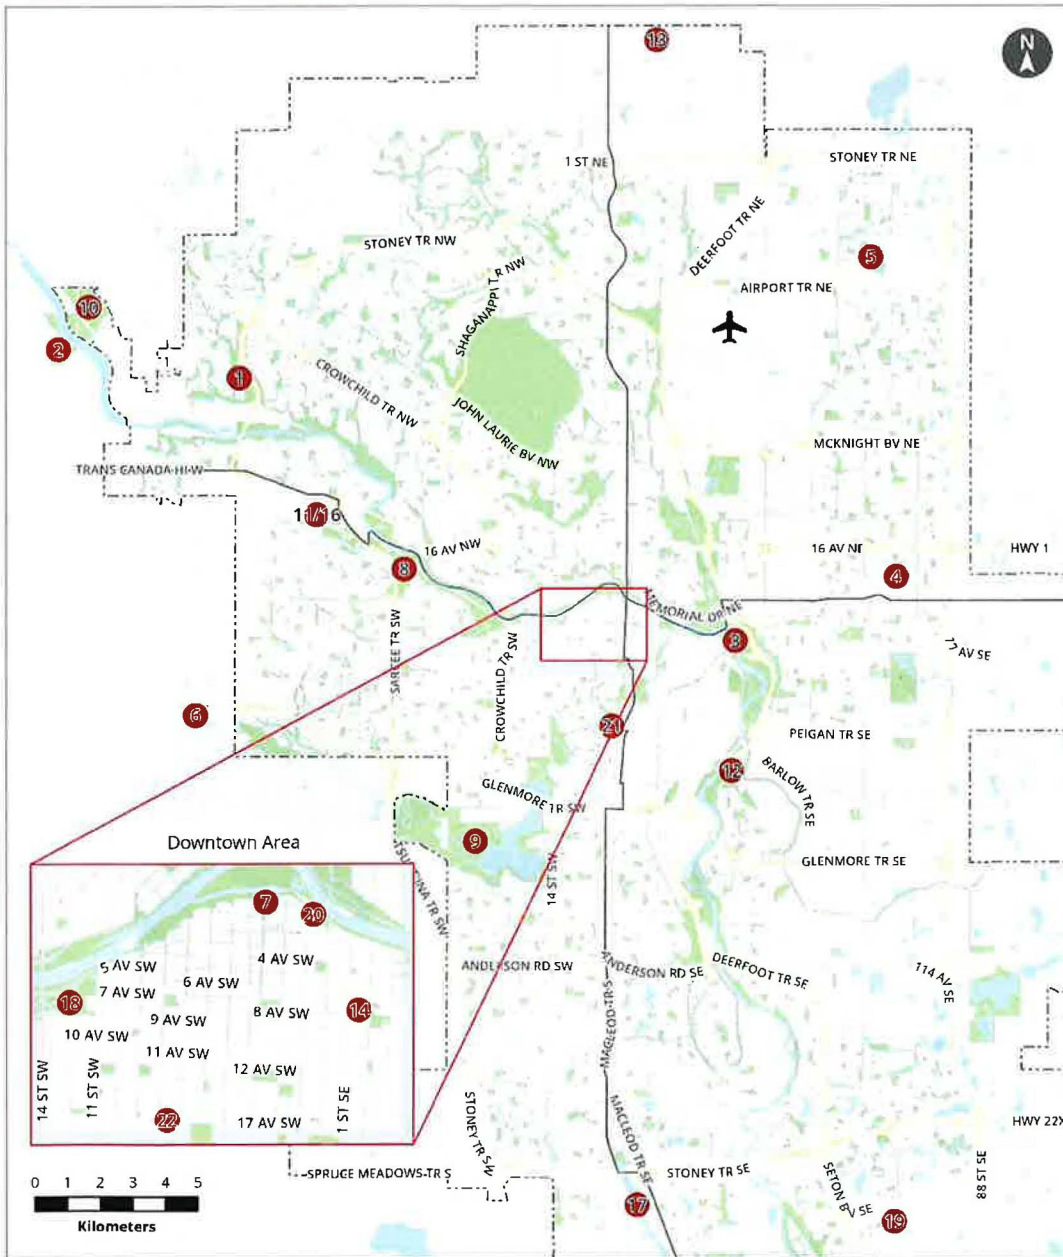 13
N
1 ST NE
STONEY TR NE
STONEY TR NW
DEERFOOT TR NE
5
SHAGANAPPI TR NW
AIRPORT TR NE
10
2
1
CROWCHILD TR NW
JOHN LAURIE BV NW
MCKNIGHT BV NE
TRANS CANADA HI W
11/16
16 AV NW
16 AV NE
HWY 1
8
4
MEMORIAL DR NE
3
SARCEE TR SW
CROWCHILD TR SW
77 AV SE
6
21
PEIGAN TR SE
12
BARLOW TR SE
GLENMORE TR SW
9
Downtown Area
GLENMORE TR SE
TSUUT'INA TR SW
14 ST SW
7
20
4 AV SW
5 AV SW
6 AV SW
7 AV SW
18
8 AV SW
14
9 AV SW
10 AV SW
11 AV SW
12 AV SW
14 ST SW
11 ST SW
1 ST SE
22
17 AV SW
ANDERSON RD SW
ANDERSON RD SE
DEERFOOT TR SE
114 AV SE
MACLEOD TR S
MACLEOD TR SE
STONEY TR SW
HWY 22X
SPRUCE MEADOWS TR S
STONEY TR SE
SETON BV SE
88 ST SE
17
19
0 1 2 3 4 5
Kilometers